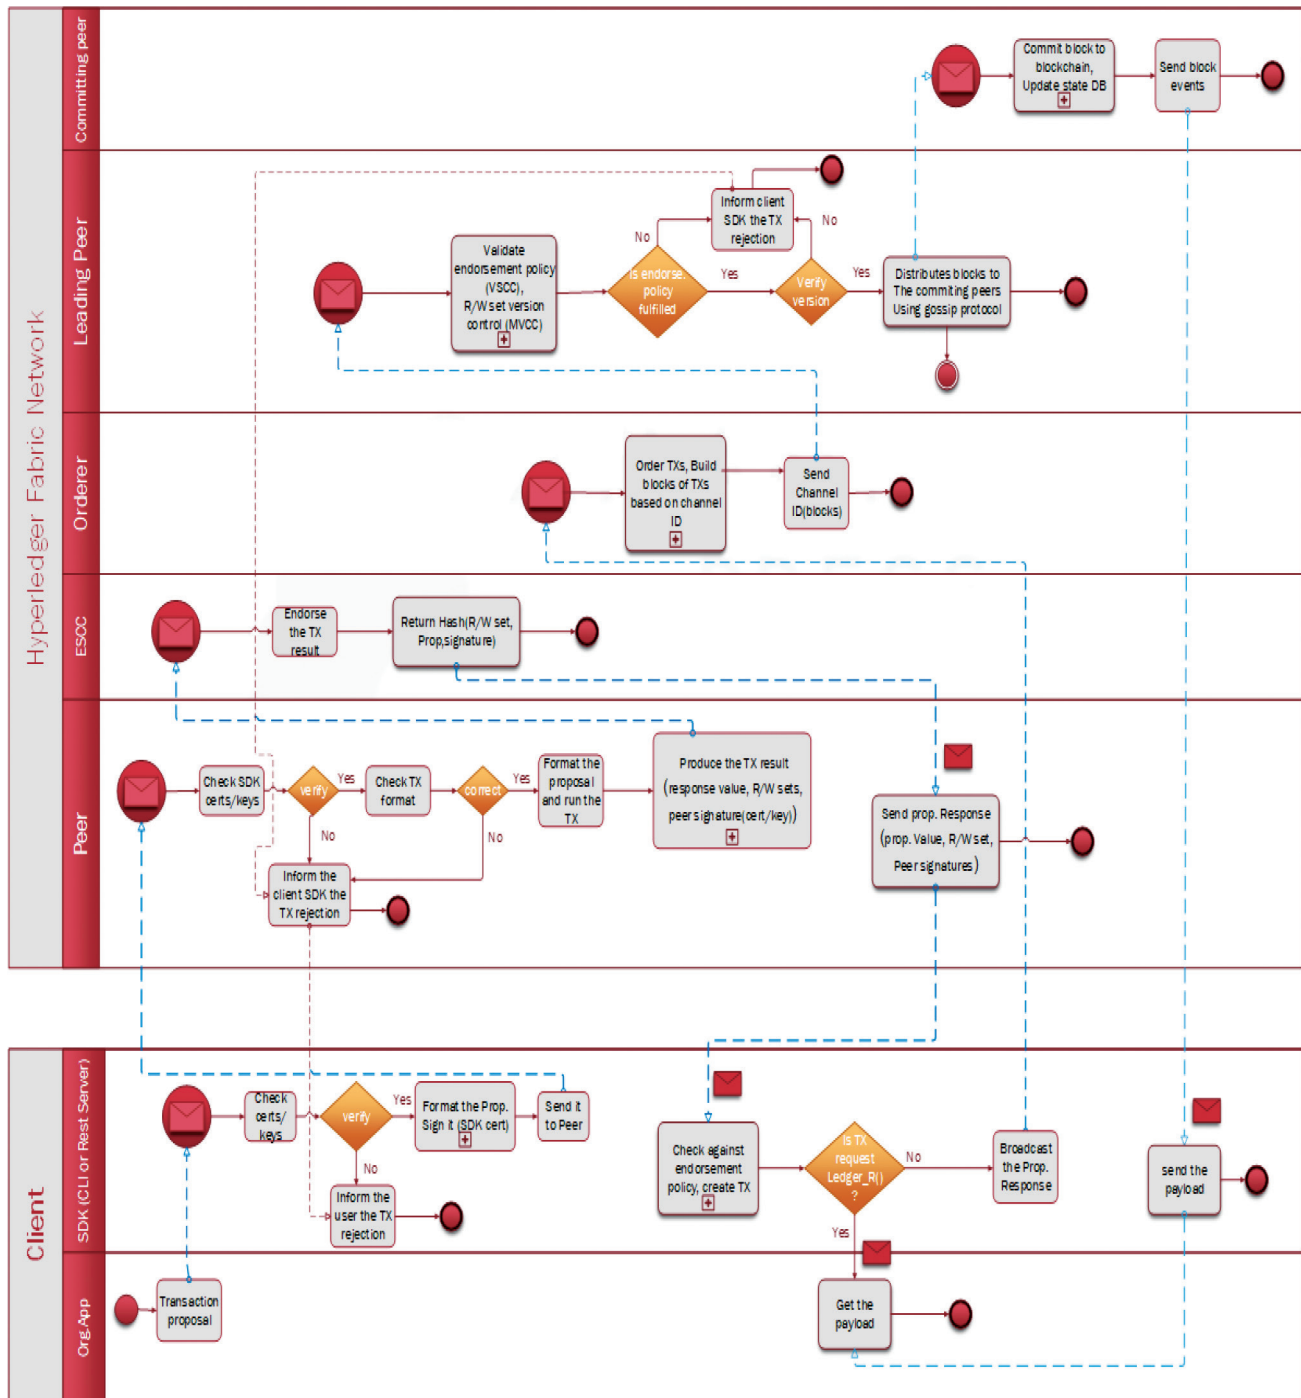 Hyperledger Fabric Network
Committing peer
Commit block to
blockchain,
Update state DB
Send block
events
Leading Peer
Validate
endorsement policy
(VSCC),
R/W set version
control (MVCC)
Is endorse.
policy
fulfilled
No
Yes
Inform client
SDK the TX
rejection
No
Verify
version
Yes
Distributes blocks to
The commiting peers
Using gossip protocol
Orderer
Order TXs, Build
blocks of TXs
based on channel
ID
Send
Channel
ID(blocks)
ESCC
Endorse
the TX
result
Return Hash(R/W set,
Prop,signature)
Peer
Check SDK
certs/keys
verify
Yes
No
Check TX
format
correct
Yes
No
Format the
proposal
and run the
TX
Produce the TX result
(response value, R/W sets,
peer signature(cert/key))
Send prop. Response
(prop. Value, R/W set,
Peer signatures)
Inform the
client SDK the
TX rejection
Client
SDK (CLI or Rest Server)
Check
certs/
keys
verify
Yes
No
Format the Prop.
Sign it (SDK cert)
Send it
to Peer
Inform the
user the TX
rejection
Check against
endorsement
policy, create TX
Is TX
request
Ledger_R()
?
No
Yes
Broadcast
the Prop.
Response
send the
payload
Org.App
Transaction
proposal
Get the
payload